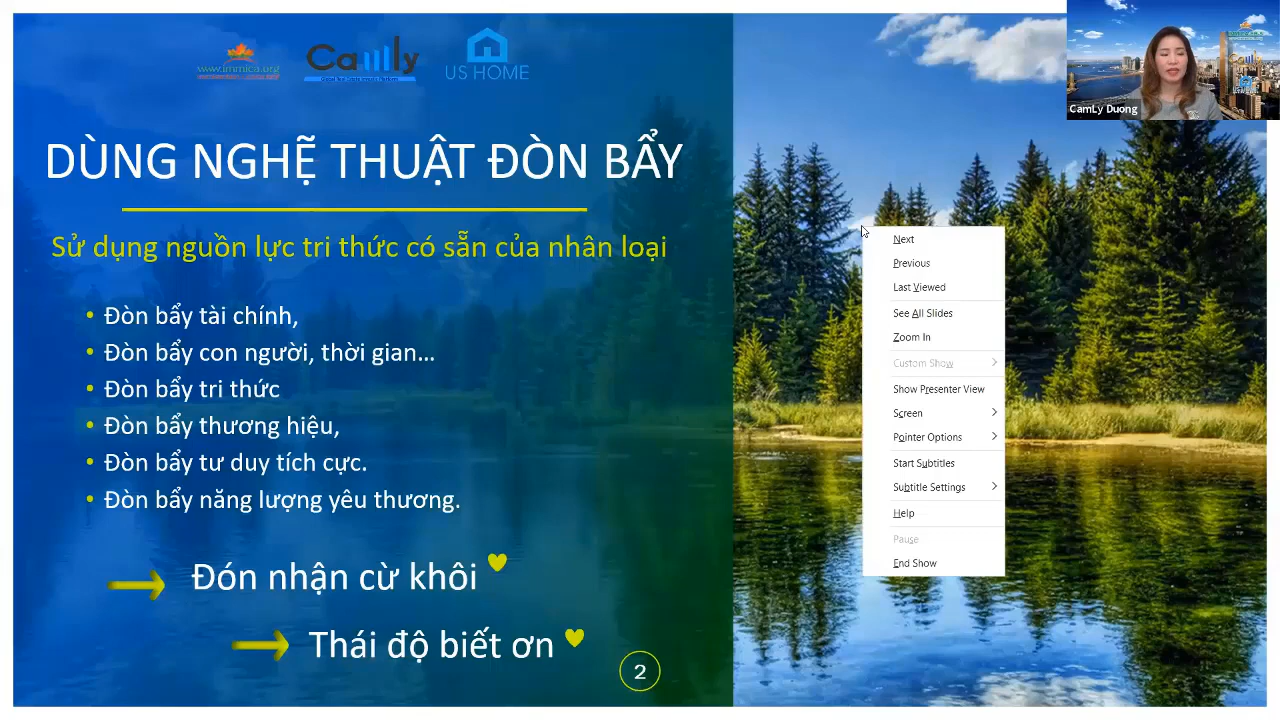 www.immica.org
Camly
US HOME
CamLy Duong
DÙNG NGHỆ THUẬT ĐÒN BẨY
Sử dụng nguồn lực tri thức có sẵn của nhân loại
• Đòn bẩy tài chính,
• Đòn bẩy con người, thời gian...
• Đòn bẩy tri thức
• Đòn bẩy thương hiệu,
• Đòn bẩy tư duy tích cực.
• Đòn bẩy năng lượng yêu thương.
Đón nhận cừ khôi
Thái độ biết ơn
2
Next
Previous
Last Viewed
See All Slides
Zoom In
Custom Show
Show Presenter View
Screen
Pointer Options
Start Subtitles
Subtitle Settings
Help
Pause
End Show